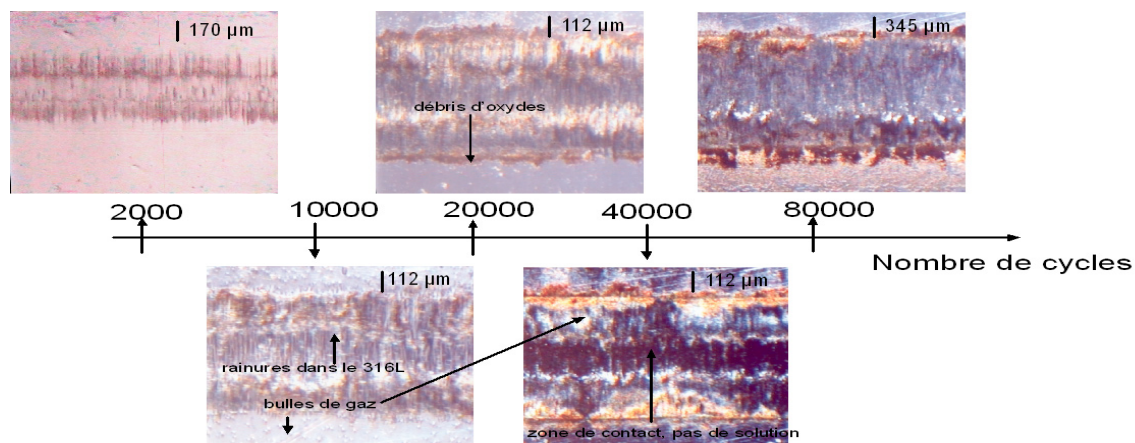 170 µm
112 µm
345 µm
débris d'oxydes
2000
10000
20000
40000
80000
Nombre de cycles
112 µm
112 µm
rainures dans le 316L
bulles de gaz
zone de contact, pas de solution